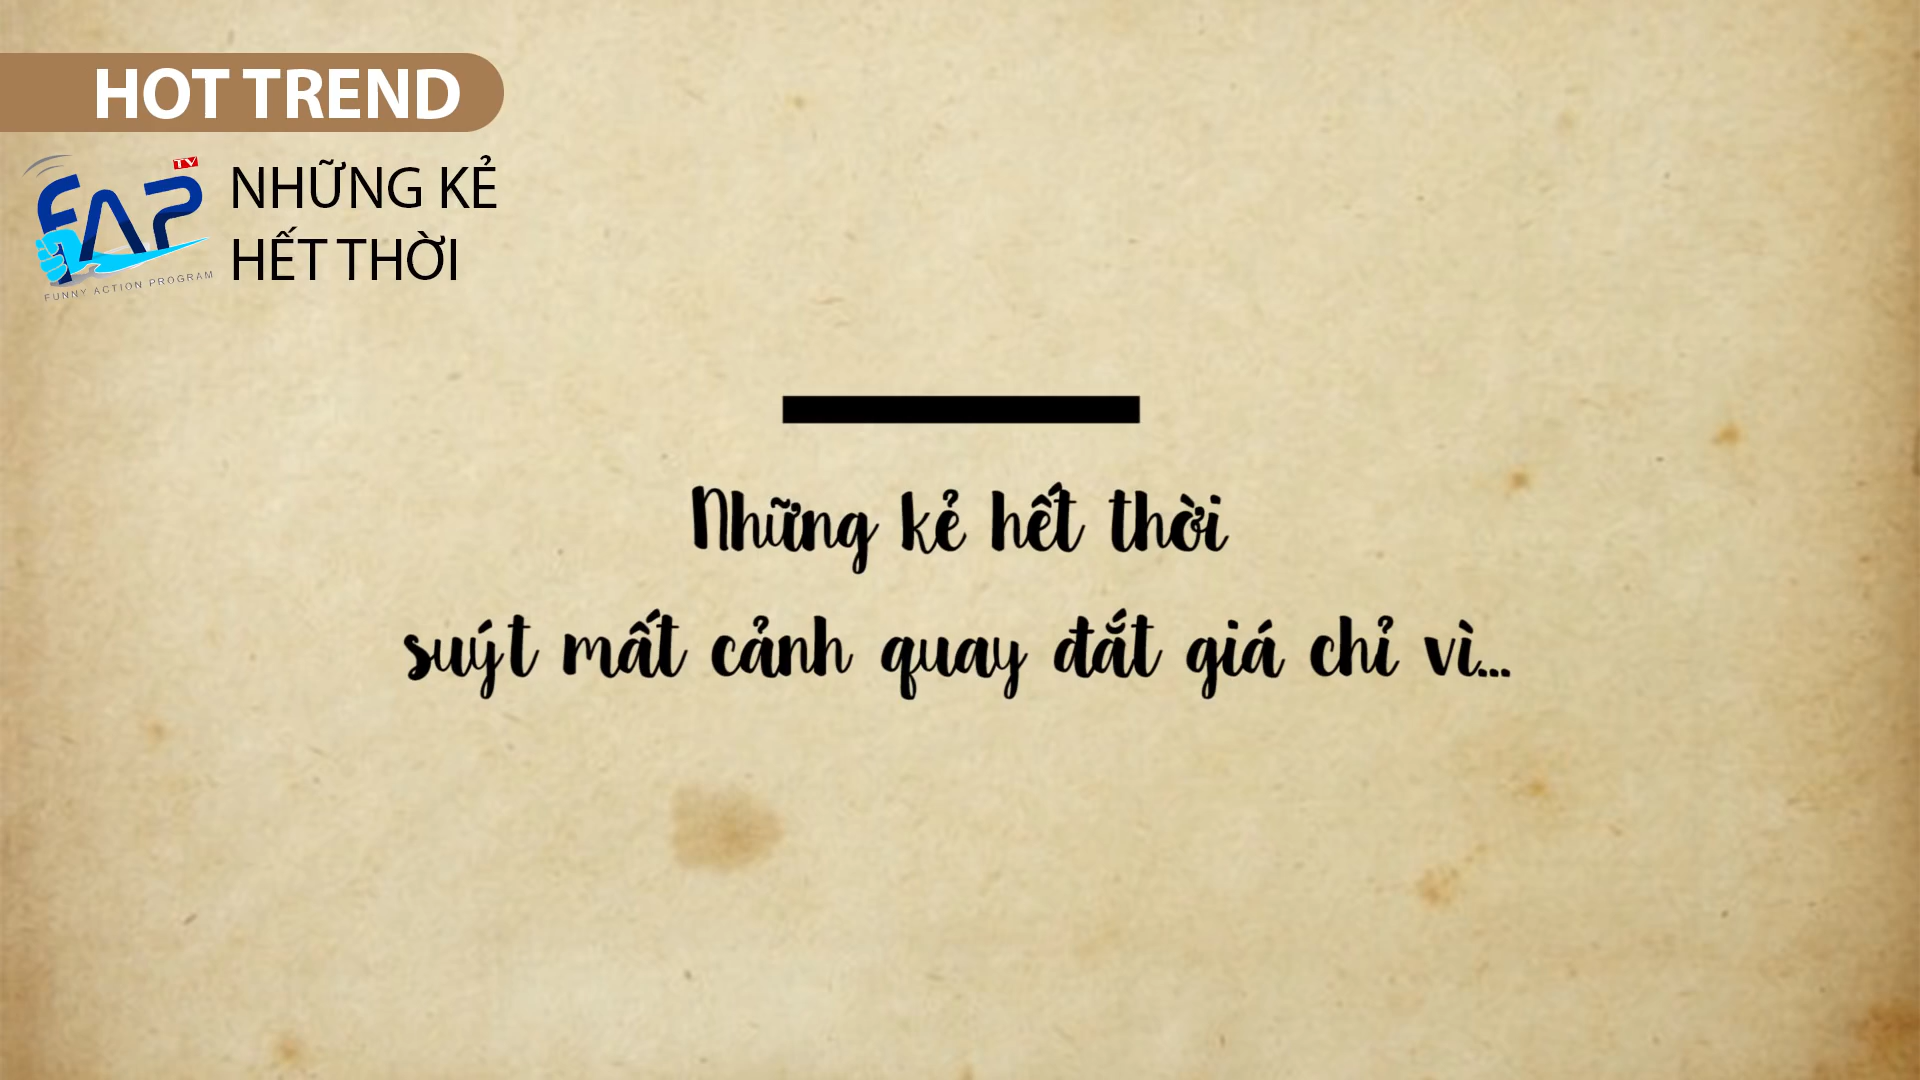 HOT TREND
FAP TV
FUNNY ACTION PROGRAM
NHỮNG KẺ
HẾT THỜI
Những kẻ hết thời
suýt mất cảnh quay đắt giá chỉ vì...